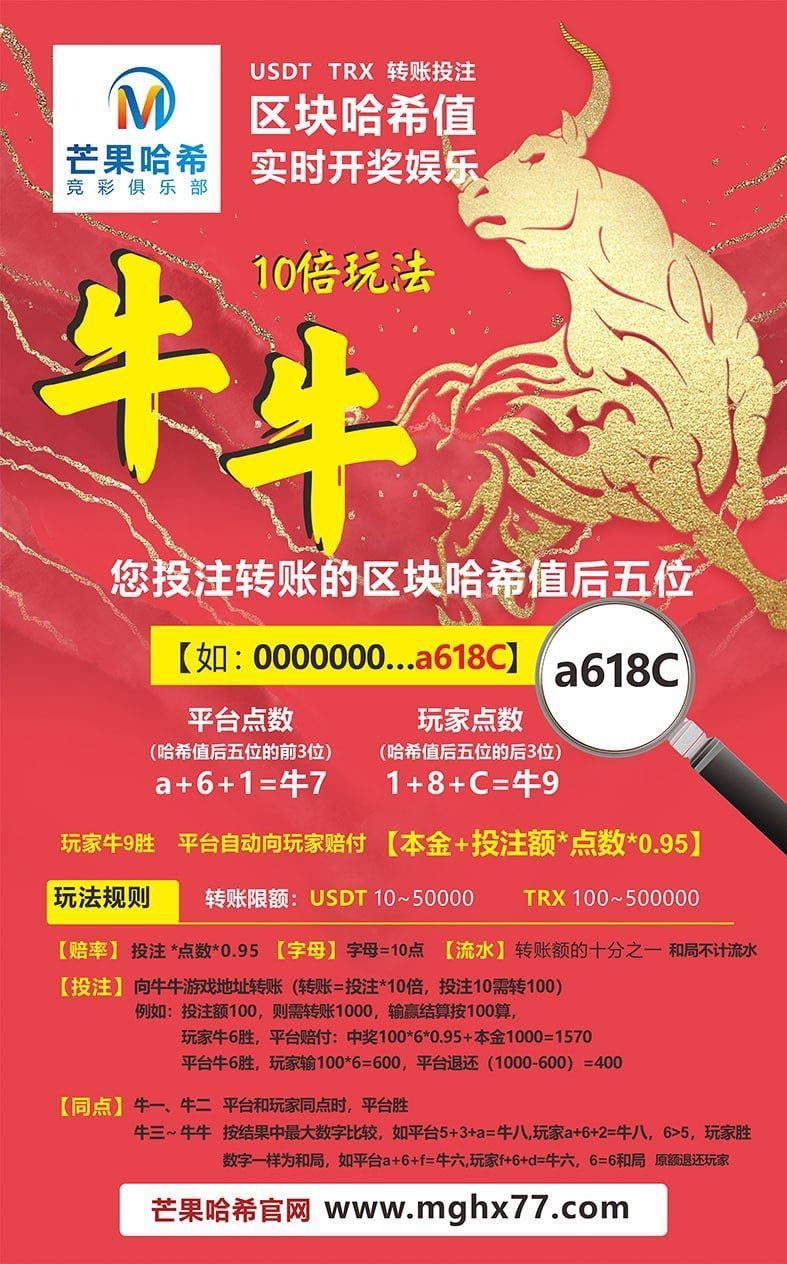 芒果哈希
竞彩俱乐部
USDT TRX 转账投注
区块哈希值
实时开奖娱乐
10倍玩法
牛牛
您投注转账的区块哈希值后五位
【如：0000000...a618C】
a618C
平台点数
（哈希值后五位的前3位）
a+6+1=牛7
玩家点数
（哈希值后五位的后3位）
1+8+C=牛9
玩家牛9胜 平台自动向玩家赔付【本金+投注额*点数*0.95】
玩法规则 转账限额：USDT 10~50000 TRX 100~500000
【赔率】投注 *点数*0.95 【字母】字母=10点 【流水】转账额的十分之一 和局不计流水
【投注】向牛牛游戏地址转账（转账=投注*10倍，投注10需转100）
例如：投注额100，则需转账1000，输赢结算按100算，
玩家牛6胜，平台赔付：中奖100*6*0.95+本金1000=1570
平台牛6胜，玩家输100*6=600，平台退还（1000-600）=400
【同点】牛一、牛二 平台和玩家同点时，平台胜
牛三~牛牛 按结果中最大数字比较，如平台5+3+a=牛八,玩家a+6+2=牛八，6>5，玩家胜
数字一样为和局，如平台a+6+f=牛六,玩家f+6+d=牛六，6=6和局 原额退还玩家
芒果哈希官网 www.mghx77.com